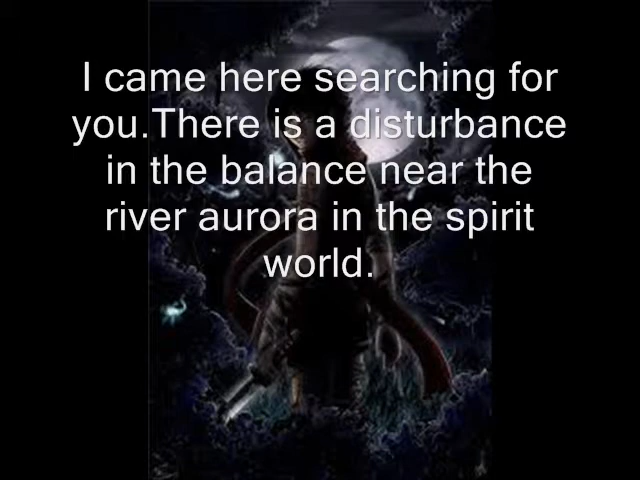 I came here searching for
you.There is a disturbance
in the balance near the
river aurora in the spirit
world.